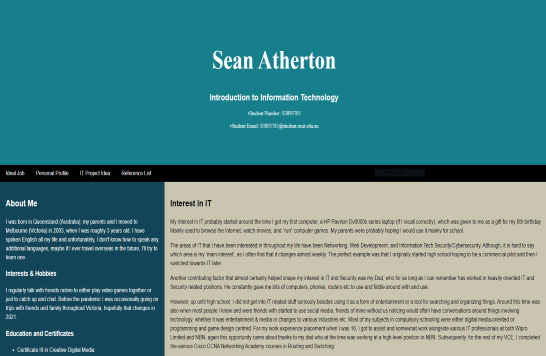 Sean Atherton
Introduction to Information Technology
•Student Number: S3893785
•Student Email: S3893785@student.rmit.edu.au
Ideal Job Personal Profile IT Project Idea Reference List
About Me
I was born in Queensland (Australia), my parents and I moved to
Melbourne (Victoria) in 2003, when I was roughly 3 years old. I have
spoken English all my life and unfortunately, I don't know how to speak any
additional languages, maybe if I ever travel overseas in the future, I'll try to
learn one
Interests & Hobbies
I regularly talk with friends online to either play video games together or
just to catch up and chat. Before the pandemic I was occasionally going on
trips with friends and family throughout Victoria, hopefully that changes in
2021.
Education and Certificates
• Certificate III in Creative Digital Media
Interest in IT
My Interest in IT probably started around the time I got my first computer, a HP Pavilion Dv9000s series laptop (if I recall correctly), which was given to me as a gift for my 8th birthday
Mainly used to browse the Internet, watch movies, and "run" computer games. My parents were probably hoping I would use it mainly for school.
The areas of IT that I have been interested in throughout my life have been Networking, Web Development, and Information Tech Security/Cybersecurity. Although, it is hard to say
which area is my 'main interest', as I often find that it changes almost weekly. The perfect example was that I originally started high school hoping to be a commercial pilot and then I
switched towards IT later.
Another contributing factor that almost certainly helped shape my interest in IT and Security was my Dad, who for as long as I can remember has worked in heavily oriented IT and
Security related positions. He constantly gave me bits of computers, phones, routers etc to use and fiddle around with and use.
However, up until high school, I did not get into IT related stuff seriously besides using it as a form of entertainment or a tool for searching and organizing things. Around this time was
also when most people I knew and were friends with started to use social media, friends of mine without us noticing would often have conversations around things involving
technology, whether it was entertainment & media or changes to various industries etc. Most of my subjects in compulsory schooling were either digital media-oriented or
programming and game design centred. For my work experience placement when I was 16, I got to assist and somewhat work alongside various IT professionals at both Wipro
Limited and NBN, again this opportunity came about thanks to my dad who at the time was working at a high-level position in NBN. Subsequently, for the rest of my VCE, I completed
the various Cisco CCNA Networking Academy courses in Routing and Switching.